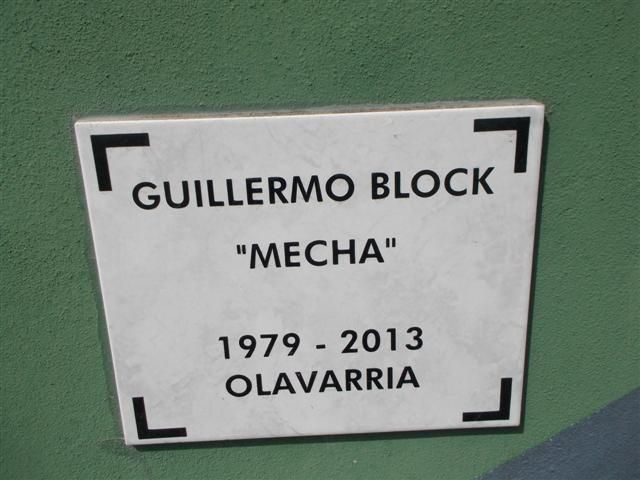 GUILLERMO BLOCK
"MECHA"
1979 - 2013
OLAVARRIA